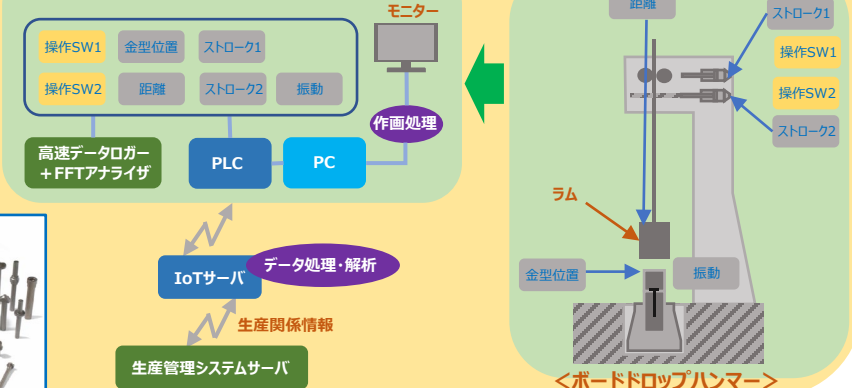 モニター
操作SW1 金型位置 ストローク1
操作SW2 距離 ストローク2 振動
作画処理
高速データロガー
+FFTアナライザ
PLC
PC
IoTサーバ
データ処理・解析
生産関係情報
生産管理システムサーバ
距離
ストローク1
操作SW1
操作SW2
ストローク2
ラム
金型位置
振動
<ボードドロップハンマー>